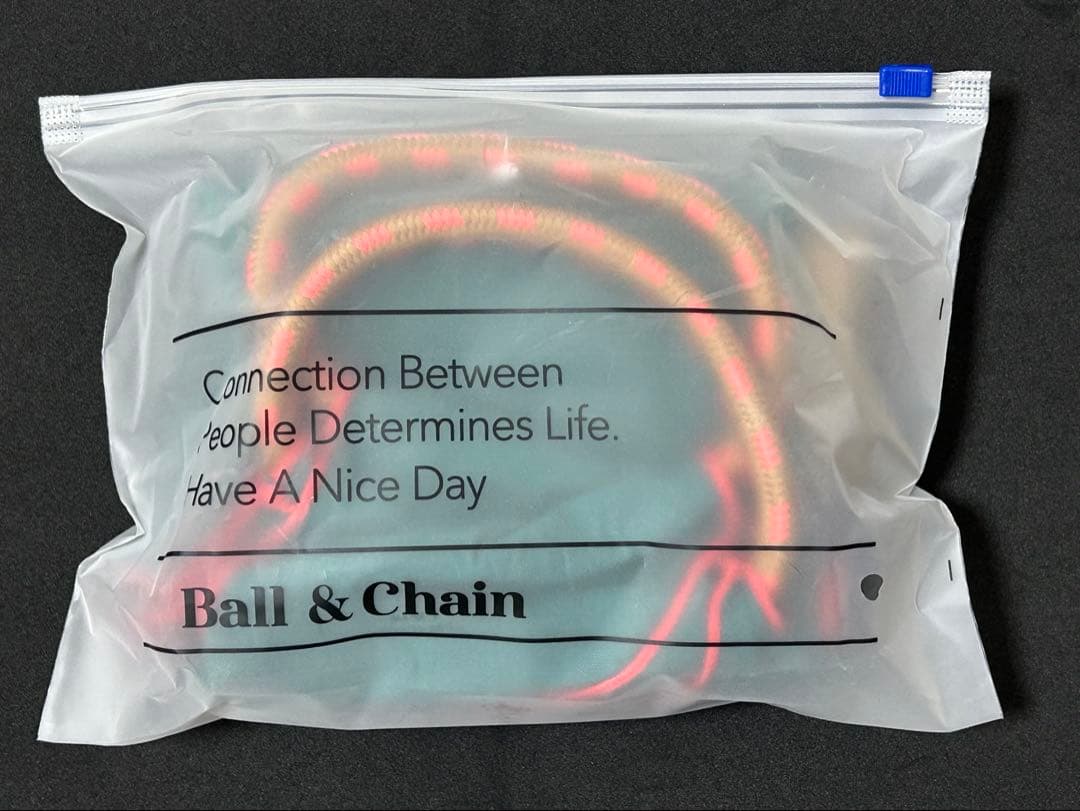 Connection Between
People Determines Life.
Have A Nice Day
Ball & Chain